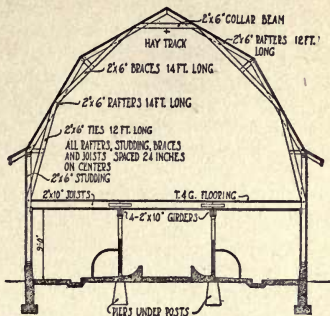 2"x6" COLLAR BEAM
HAY TRACK
2"x6" RAFTERS 12 FT.
LONG
2"x6" BRACES 14 FT. LONG
2"x6" RAFTERS 14 FT. LONG
2"x6" TIES 12 FT. LONG
ALL RAFTERS, STUDDING, BRACES
AND JOISTS SPACED 24 INCHES
ON CENTERS
2"x6" STUDDING
2"x10" JOISTS
T.&G. FLOORING
4-2"x10" GIRDERS
9'-0"
PIERS UNDER POSTS